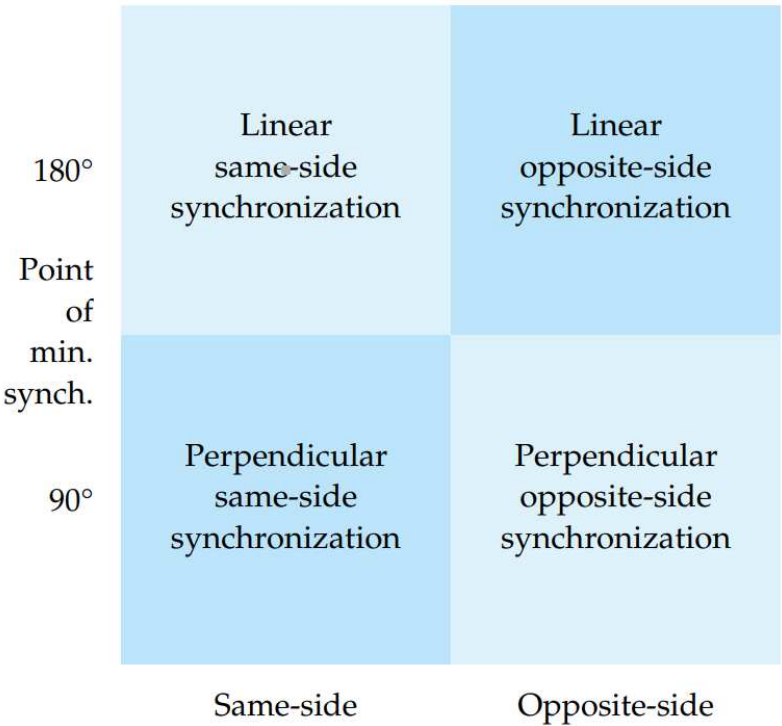 180°
Linear
same-side
synchronization
Linear
opposite-side
synchronization
Point
of
min.
synch.
90°
Perpendicular
same-side
synchronization
Perpendicular
opposite-side
synchronization
Same-side
Opposite-side